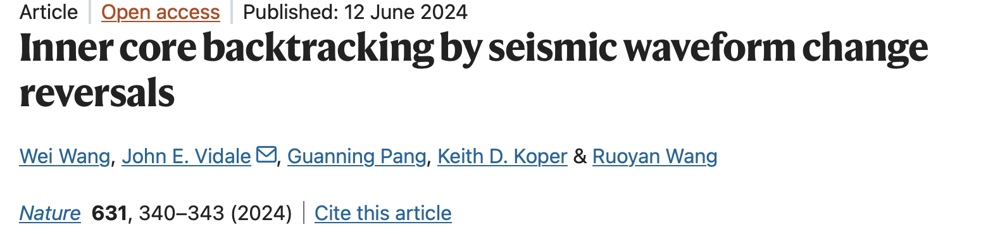 Article | Open access | Published: 12 June 2024
Inner core backtracking by seismic waveform change
reversals
Wei Wang, John E. Vidale, Guanning Pang, Keith D. Koper & Ruoyan Wang
Nature 631, 340–343 (2024) | Cite this article